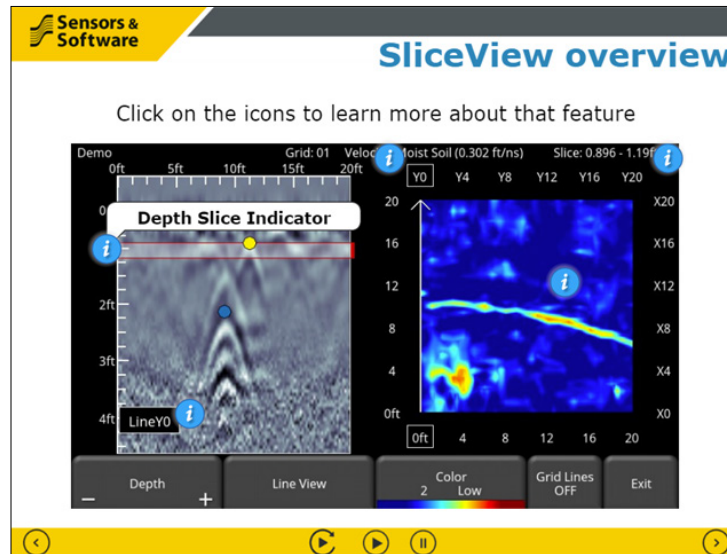 Sensors &
Software
SliceView overview
Click on the icons to learn more about that feature
Demo Grid: 01 Moist Soil (0.302 ft/ns) Slice: 0.896 - 1.19
0ft 5ft 10ft 15ft 20ft
Y0 Y4 Y8 Y12 Y16 Y20
0
Depth Slice Indicator
2ft
3ft
4ft
LineY0
20 X20
16 X16
12 X12
8 X8
4 X4
0ft X0
0ft 4 8 12 16 20
Depth
− +
Line View
Color
2 Low
Grid Lines
OFF
Exit